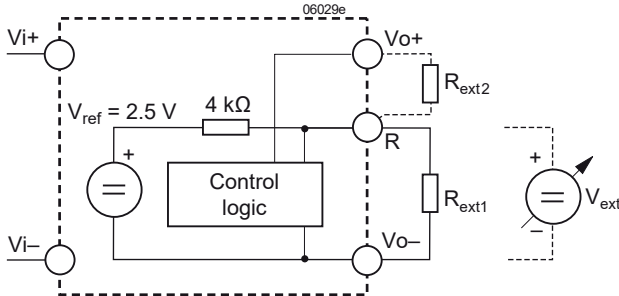 06029e
Vi+
Vo+
Rext2
Vref = 2.5 V
4 kΩ
R
+
+
Control
logic
Rext1
Vext
–
Vi–
Vo–